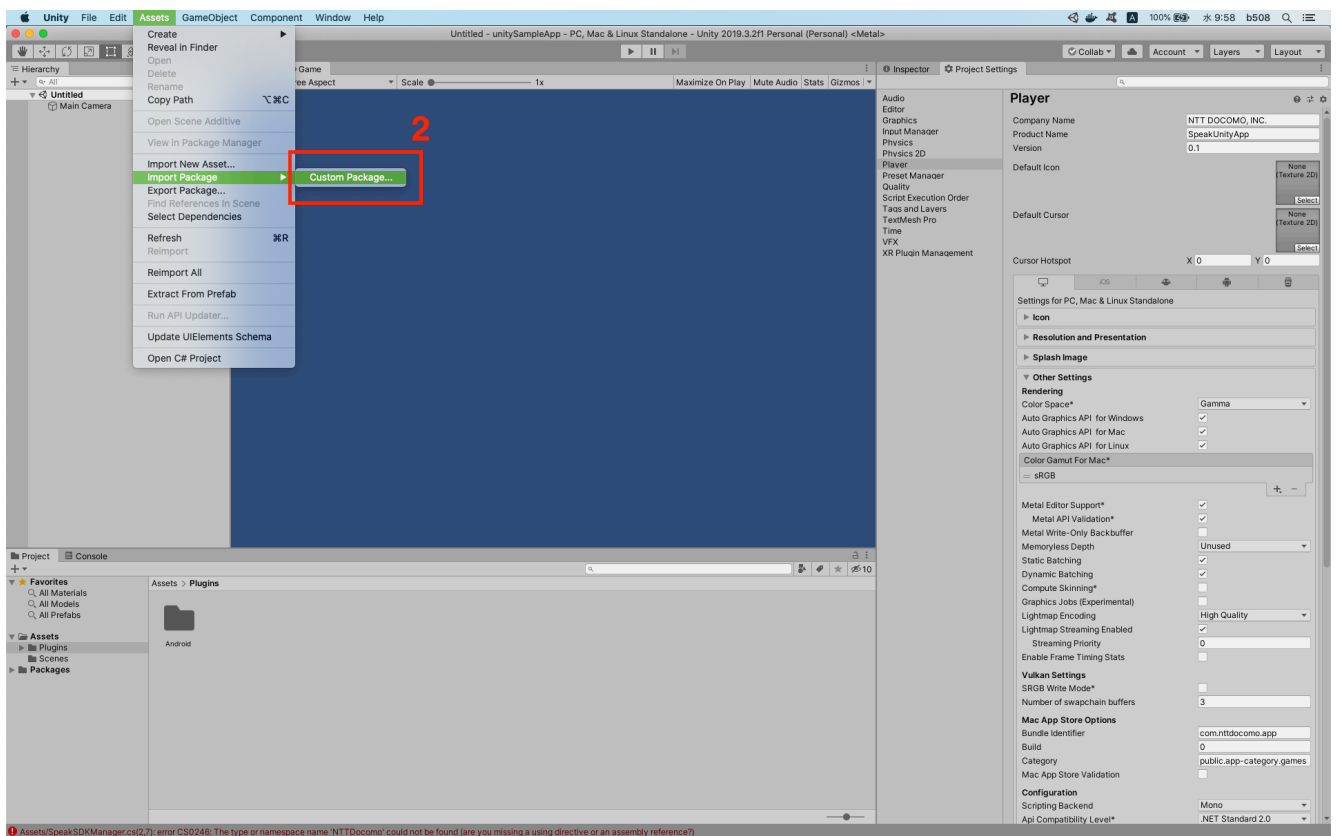 Unity File Edit Assets GameObject Component Window Help
100% 水 9:58 b508
Untitled - unitySampleApp - PC, Mac & Linux Standalone - Unity 2019.3.2f1 Personal (Personal) <Metal>
Collab Account Layers Layout
Hierarchy
All
Untitled
Main Camera
Create
Reveal in Finder
Open
Delete
Rename
Copy Path ⌥⌘C
Open Scene Additive
View in Package Manager
Import New Asset...
Import Package
Export Package...
Find References In Scene
Select Dependencies
Refresh ⌘R
Reimport
Reimport All
Extract From Prefab
Run API Updater...
Update UIElements Schema
Open C# Project
2
Custom Package...
Game
Scale 1x Maximize On Play Mute Audio Stats Gizmos
Inspector Project Settings
Audio
Editor
Graphics
Input Manager
Physics
Physics 2D
Player
Preset Manager
Quality
Script Execution Order
Tags and Layers
TextMesh Pro
Time
VFX
XR Plugin Management
Player
Company Name NTT DOCOMO, INC.
Product Name SpeakUnityApp
Version 0.1
Default Icon
None
(Texture 2D)
Select
Default Cursor
None
(Texture 2D)
Select
Cursor Hotspot X 0 Y 0
iOS
Settings for PC, Mac & Linux Standalone
Icon
Resolution and Presentation
Splash Image
Other Settings
Rendering
Color Space* Gamma
Auto Graphics API for Windows
Auto Graphics API for Mac
Auto Graphics API for Linux
Color Gamut For Mac*
sRGB
Metal Editor Support*
Metal API Validation*
Metal Write-Only Backbuffer
Memoryless Depth Unused
Static Batching
Dynamic Batching
Compute Skinning*
Graphics Jobs (Experimental)
Lightmap Encoding High Quality
Lightmap Streaming Enabled
Streaming Priority 0
Enable Frame Timing Stats
Vulkan Settings
SRGB Write Mode*
Number of swapchain buffers 3
Mac App Store Options
Bundle Identifier com.nttdocomo.app
Build 0
Category public.app-category.games
Mac App Store Validation
Configuration
Scripting Backend Mono
Api Compatibility Level* .NET Standard 2.0
Project Console
10
Favorites
All Materials
All Models
All Prefabs
Assets
Plugins
Scenes
Packages
Assets > Plugins
Android
Assets/SpeakSDKManager.cs(2,7): error CS0246: The type or namespace name 'NTTDocomo' could not be found (are you missing a using directive or an assembly reference?)